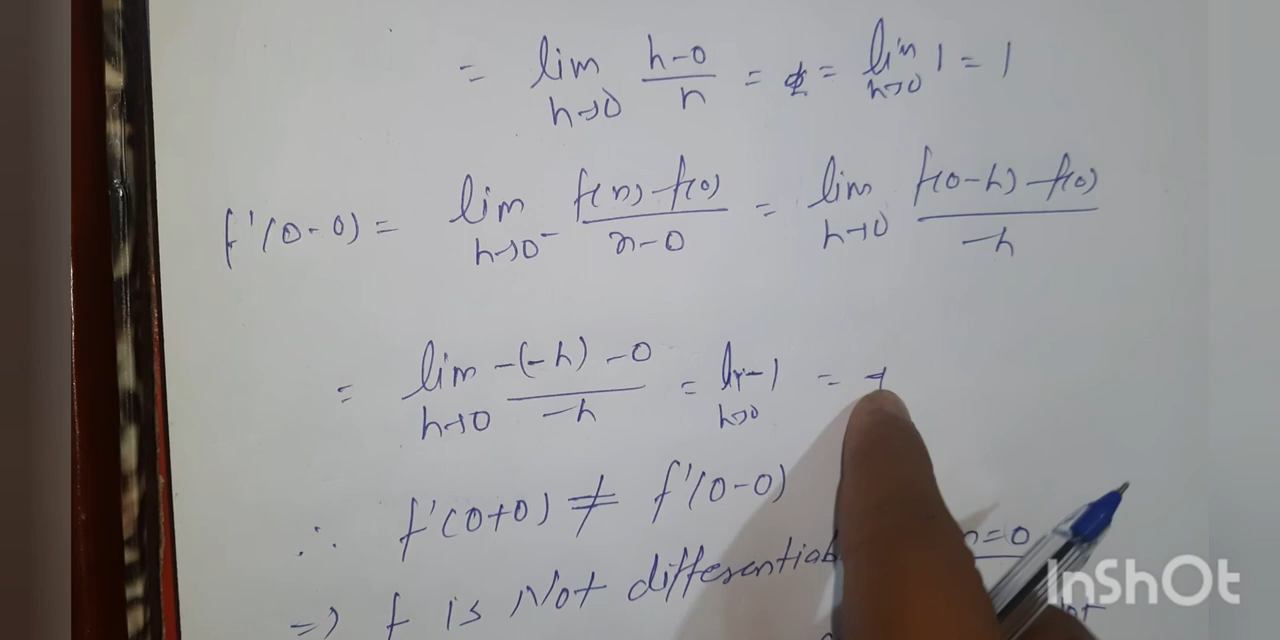 = lim h→0 (h-0)/h = = lim h→0 1 = 1
f'(0-0) = lim h→0⁻ (f(x)-f(0))/(x-0) = lim h→0 (f(0-h)-f(0))/(-h)
= lim h→0 (-(-h)-0)/(-h) = lim h→0 -1 = -1
∴ f'(0+0) ≠ f'(0-0)
⇒ f is Not differentiab x=0
InShOt